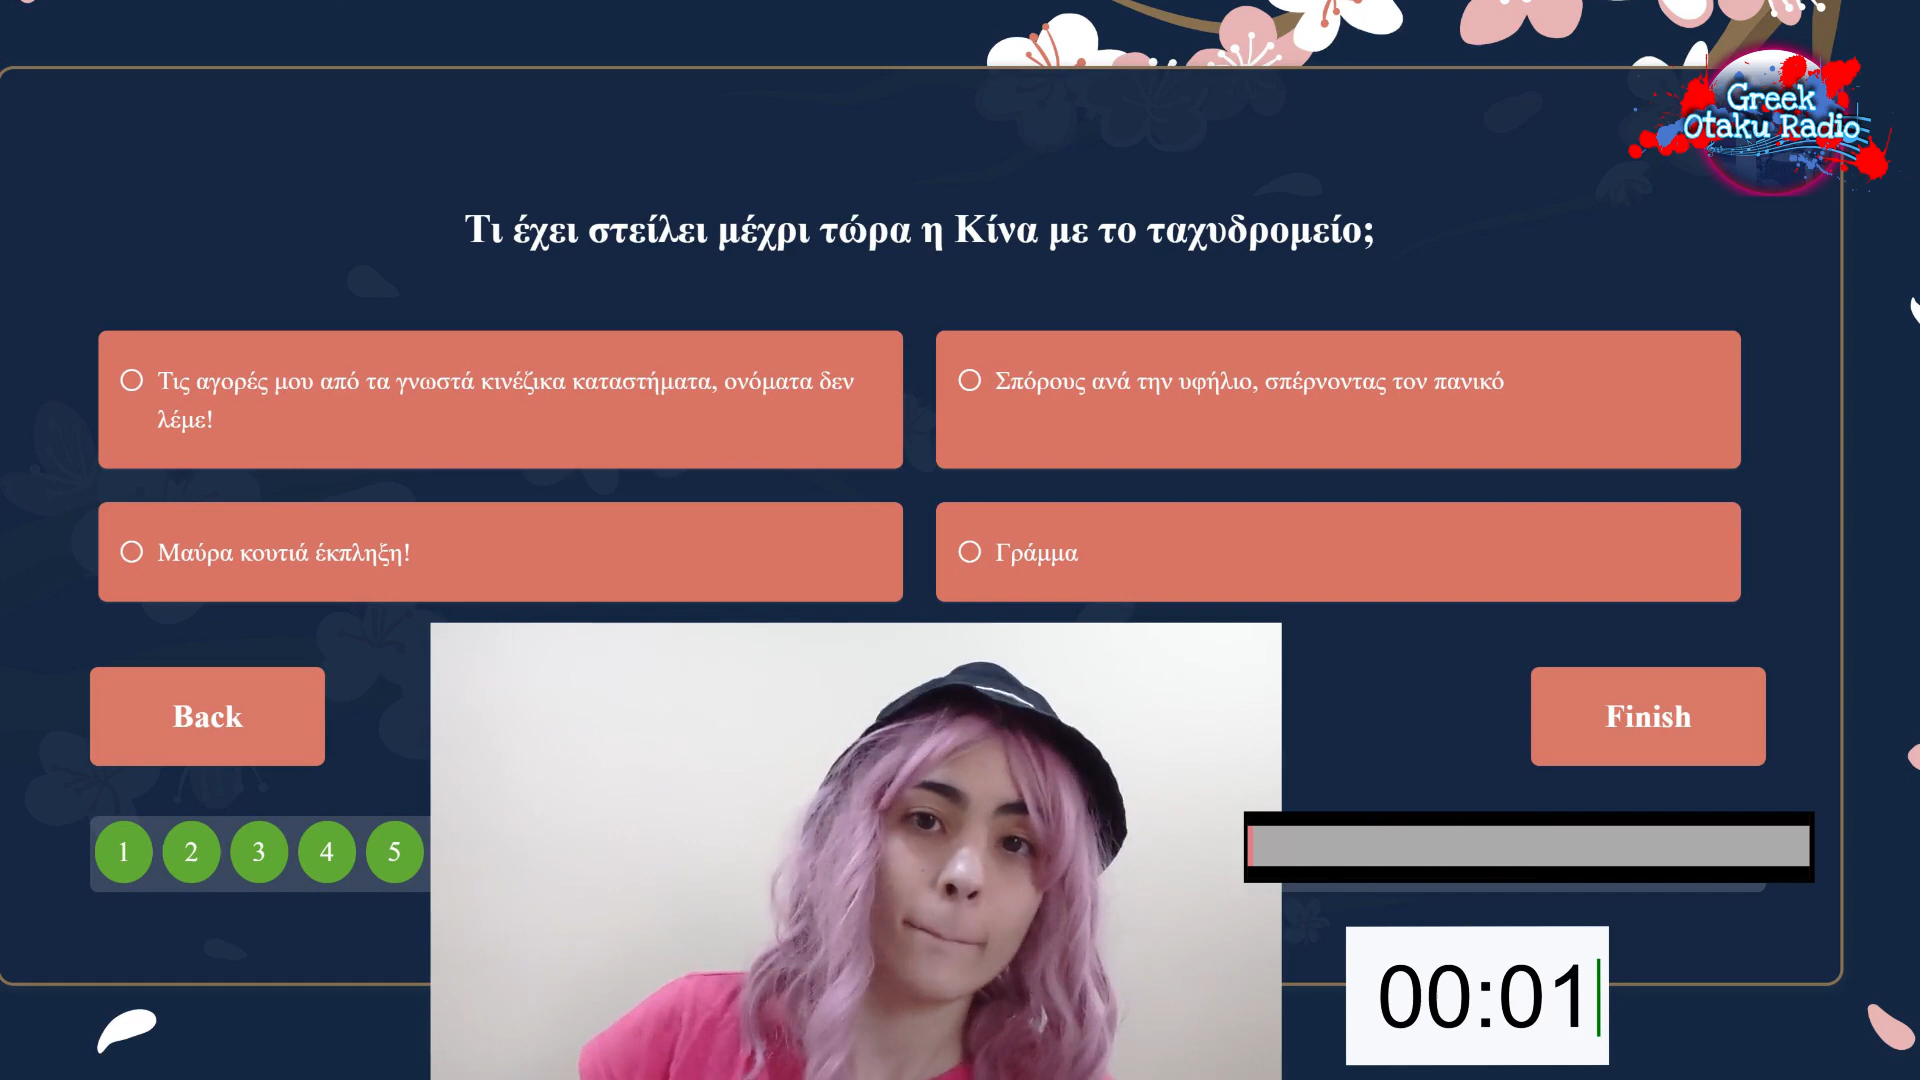 Greek
Otaku Radio
Τι έχει στείλει μέχρι τώρα η Κίνα με το ταχυδρομείο;
Τις αγορές μου από τα γνωστά κινέζικα καταστήματα, ονόματα δεν
λέμε!
Σπόρους ανά την υφήλιο, σπέρνοντας τον πανικό
Μαύρα κουτιά έκπληξη!
Γράμμα
Back
Finish
1 2 3 4 5
00:01